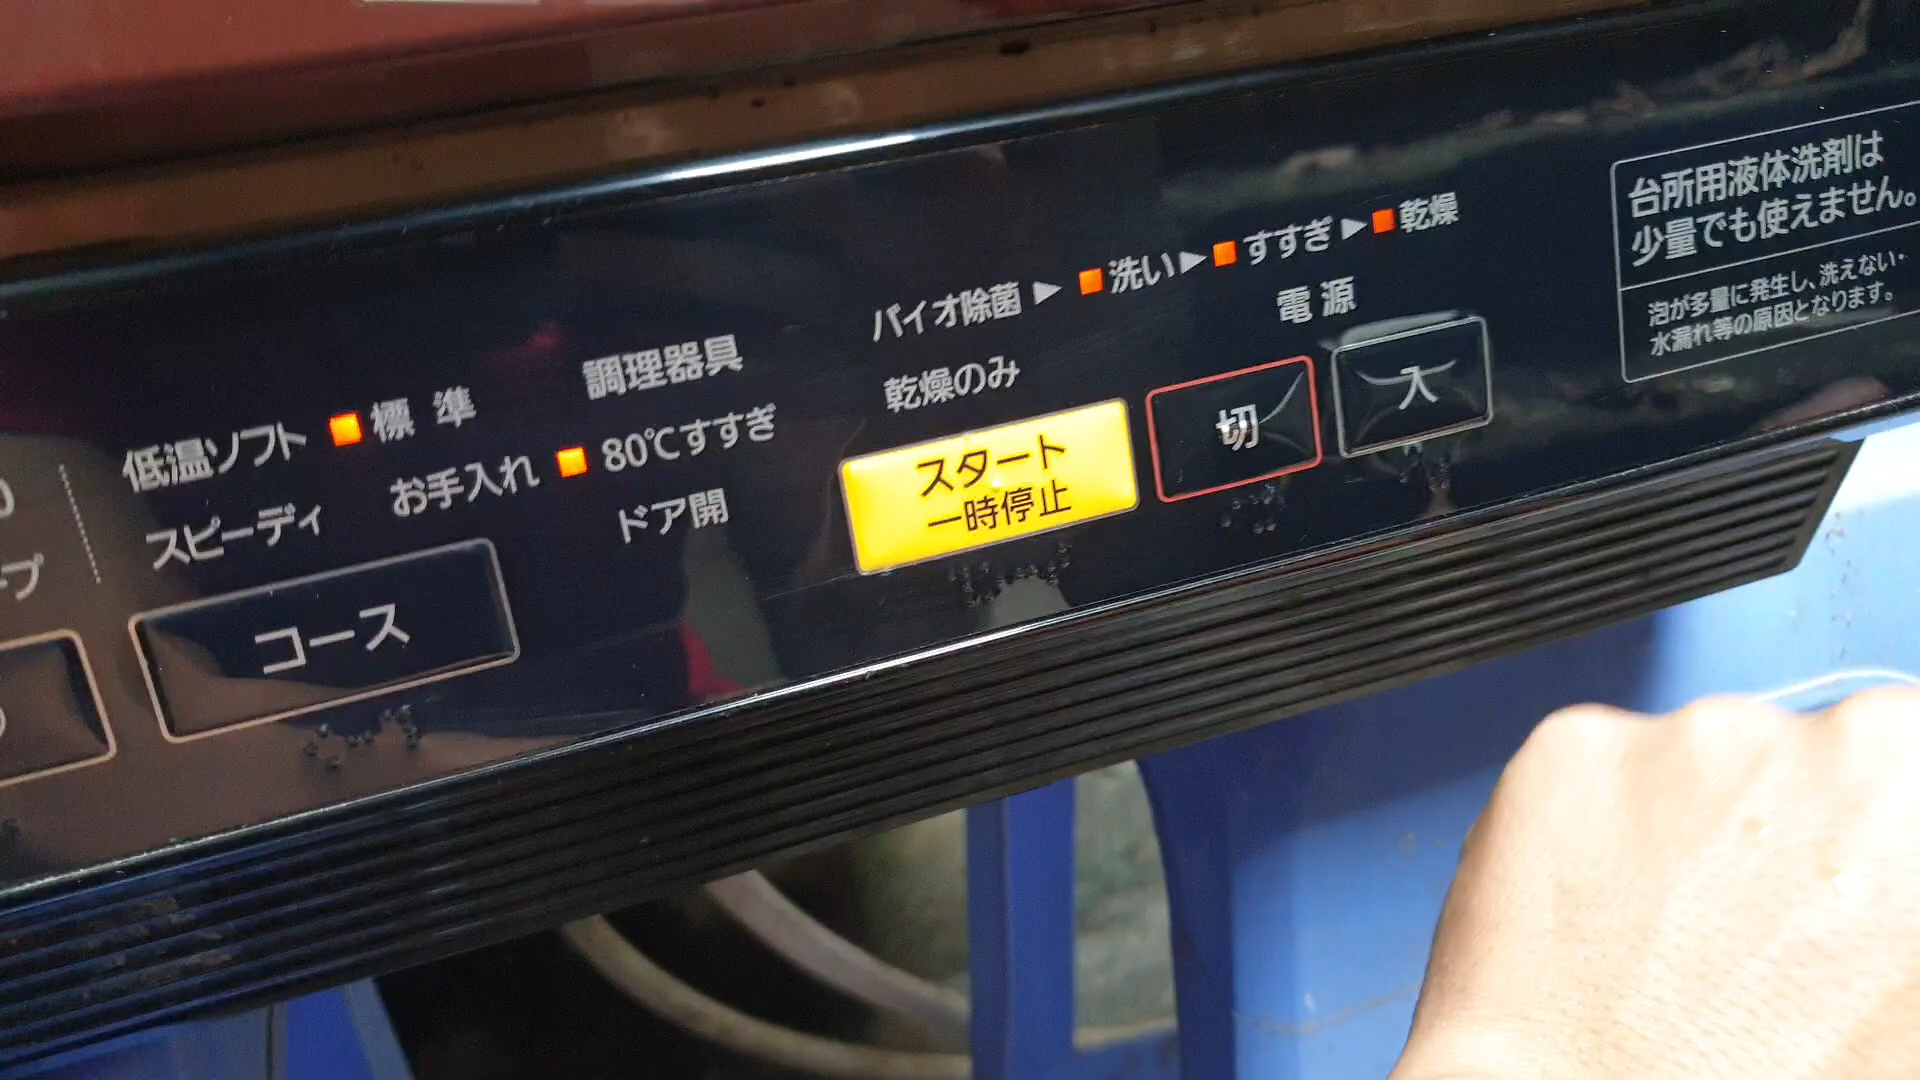 バイオ除菌▶洗い▶すすぎ▶乾燥
台所用液体洗剤は
少量でも使えません。
泡が多量に発生し、洗えない・
水漏れ等の原因となります。
低温ソフト 標 準 調理器具
スピーディ お手入れ 80℃すすぎ
ドア開
乾燥のみ
電源
スタート
一時停止
切
入
コース